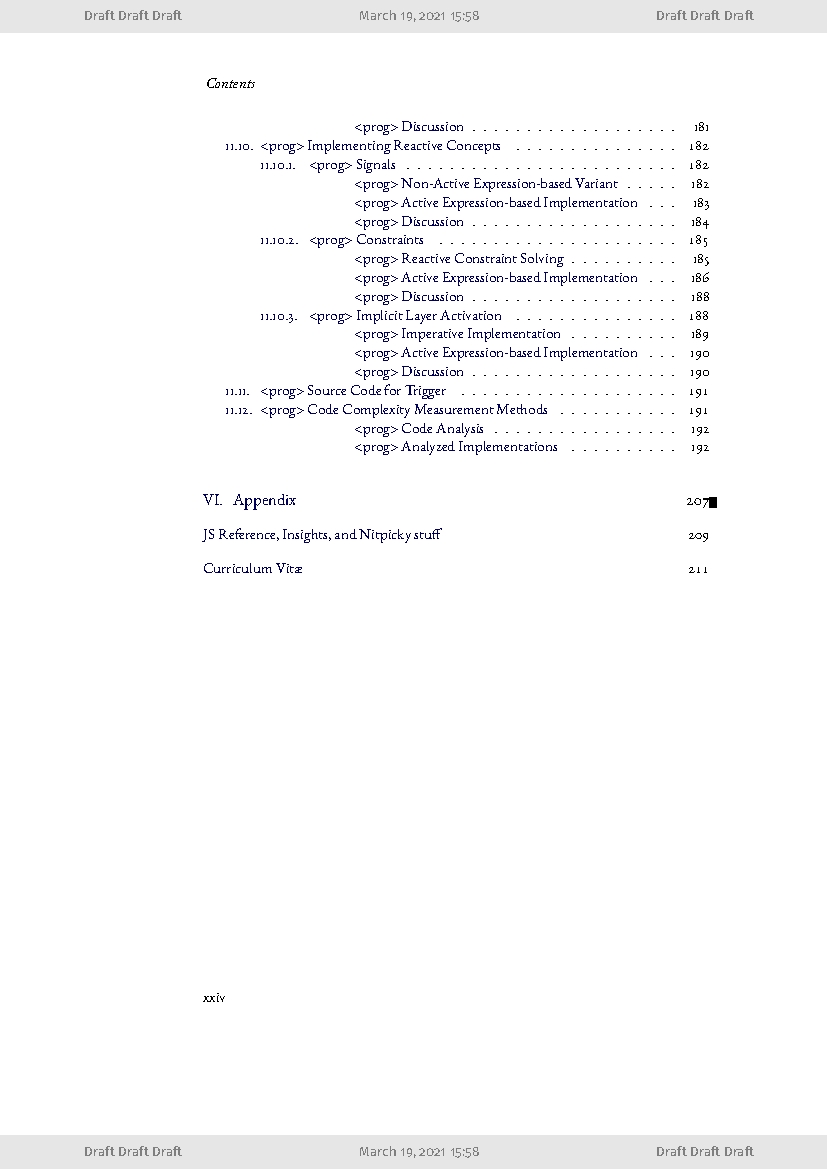 Draft Draft Draft March 19, 2021 15:58 Draft Draft Draft
Contents
<prog> Discussion . . . . . . . . . . . . . . . . . . . 181
11.10. <prog> Implementing Reactive Concepts . . . . . . . . . . . . . . . 182
11.10.1. <prog> Signals . . . . . . . . . . . . . . . . . . . . . . . . . 182
<prog> Non-Active Expression-based Variant . . . . . 182
<prog> Active Expression-based Implementation . . . 183
<prog> Discussion . . . . . . . . . . . . . . . . . . . 184
11.10.2. <prog> Constraints . . . . . . . . . . . . . . . . . . . . . . 185
<prog> Reactive Constraint Solving . . . . . . . . . . 185
<prog> Active Expression-based Implementation . . . 186
<prog> Discussion . . . . . . . . . . . . . . . . . . . 188
11.10.3. <prog> Implicit Layer Activation . . . . . . . . . . . . . . . 188
<prog> Imperative Implementation . . . . . . . . . . 189
<prog> Active Expression-based Implementation . . . 190
<prog> Discussion . . . . . . . . . . . . . . . . . . . 190
11.11. <prog> Source Code for Trigger . . . . . . . . . . . . . . . . . . . . 191
11.12. <prog> Code Complexity Measurement Methods . . . . . . . . . . . 191
<prog> Code Analysis . . . . . . . . . . . . . . . . . 192
<prog> Analyzed Implementations . . . . . . . . . . 192
VI. Appendix 207
JS Reference, Insights, and Nitpicky stuff 209
Curriculum Vitæ 211
xxiv
Draft Draft Draft March 19, 2021 15:58 Draft Draft Draft